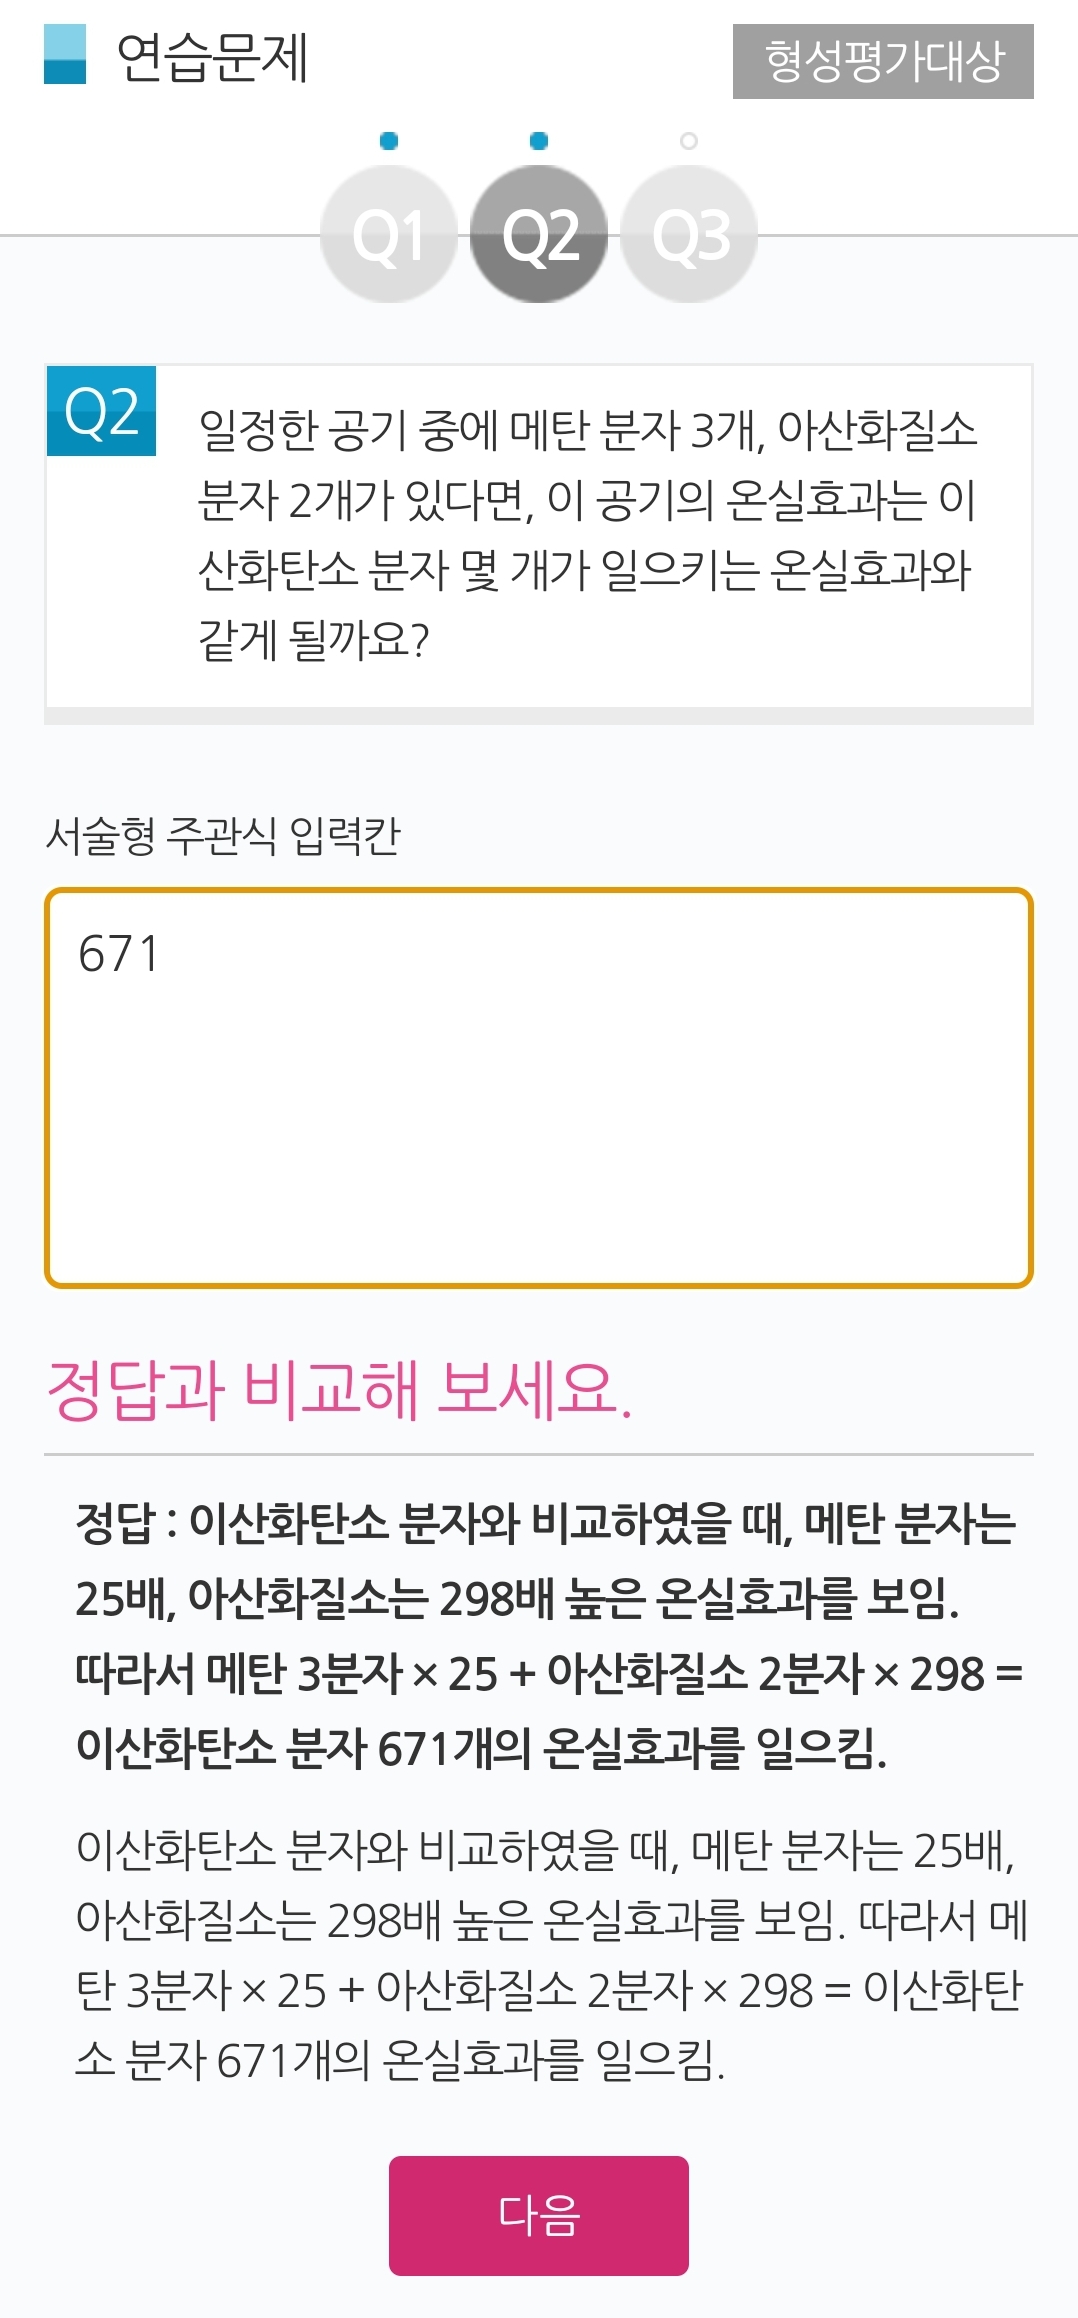 연습문제
형성평가대상
Q1 Q2 Q3
Q2
일정한 공기 중에 메탄 분자 3개, 아산화질소
분자 2개가 있다면, 이 공기의 온실효과는 이
산화탄소 분자 몇 개가 일으키는 온실효과와
같게 될까요?
서술형 주관식 입력칸
671
정답과 비교해 보세요.
정답 : 이산화탄소 분자와 비교하였을 때, 메탄 분자는
25배, 아산화질소는 298배 높은 온실효과를 보임.
따라서 메탄 3분자 × 25 + 아산화질소 2분자 × 298 =
이산화탄소 분자 671개의 온실효과를 일으킴.
이산화탄소 분자와 비교하였을 때, 메탄 분자는 25배,
아산화질소는 298배 높은 온실효과를 보임. 따라서 메
탄 3분자 × 25 + 아산화질소 2분자 × 298 = 이산화탄
소 분자 671개의 온실효과를 일으킴.
다음